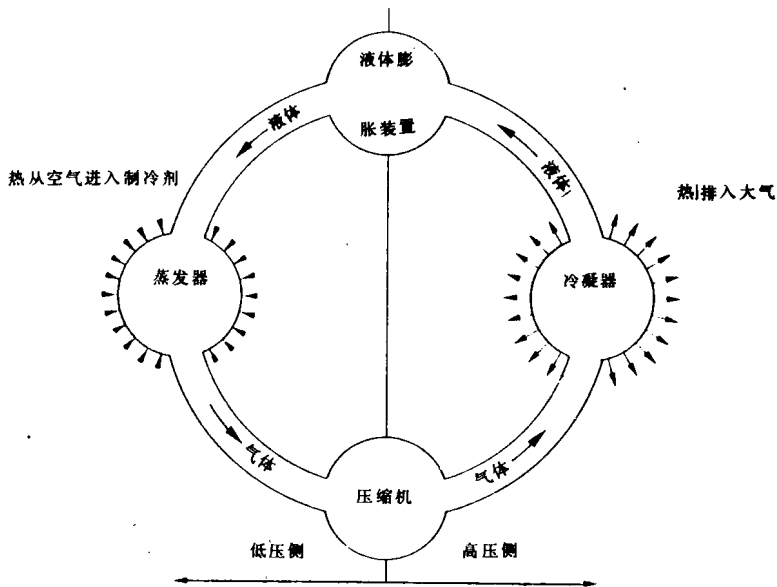 液体膨
胀装置
液体
液体
热从空气进入制冷剂
热排入大气
蒸发器
冷凝器
气体
气体
压缩机
低压侧
高压侧